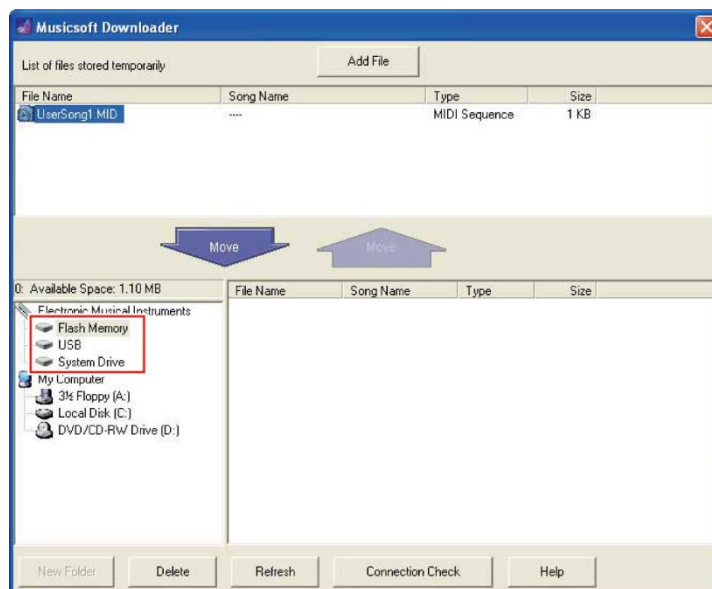 Musicsoft Downloader
List of files stored temporarily
Add File
File Name Song Name Type Size
UserSong1.MID ---- MIDI Sequence 1 KB
Move Move
0: Available Space: 1.10 MB
File Name Song Name Type Size
Electronic Musical Instruments
Flash Memory
USB
System Drive
My Computer
3½ Floppy (A:)
Local Disk (C:)
DVD/CD-RW Drive (D:)
New Folder Delete Refresh Connection Check Help